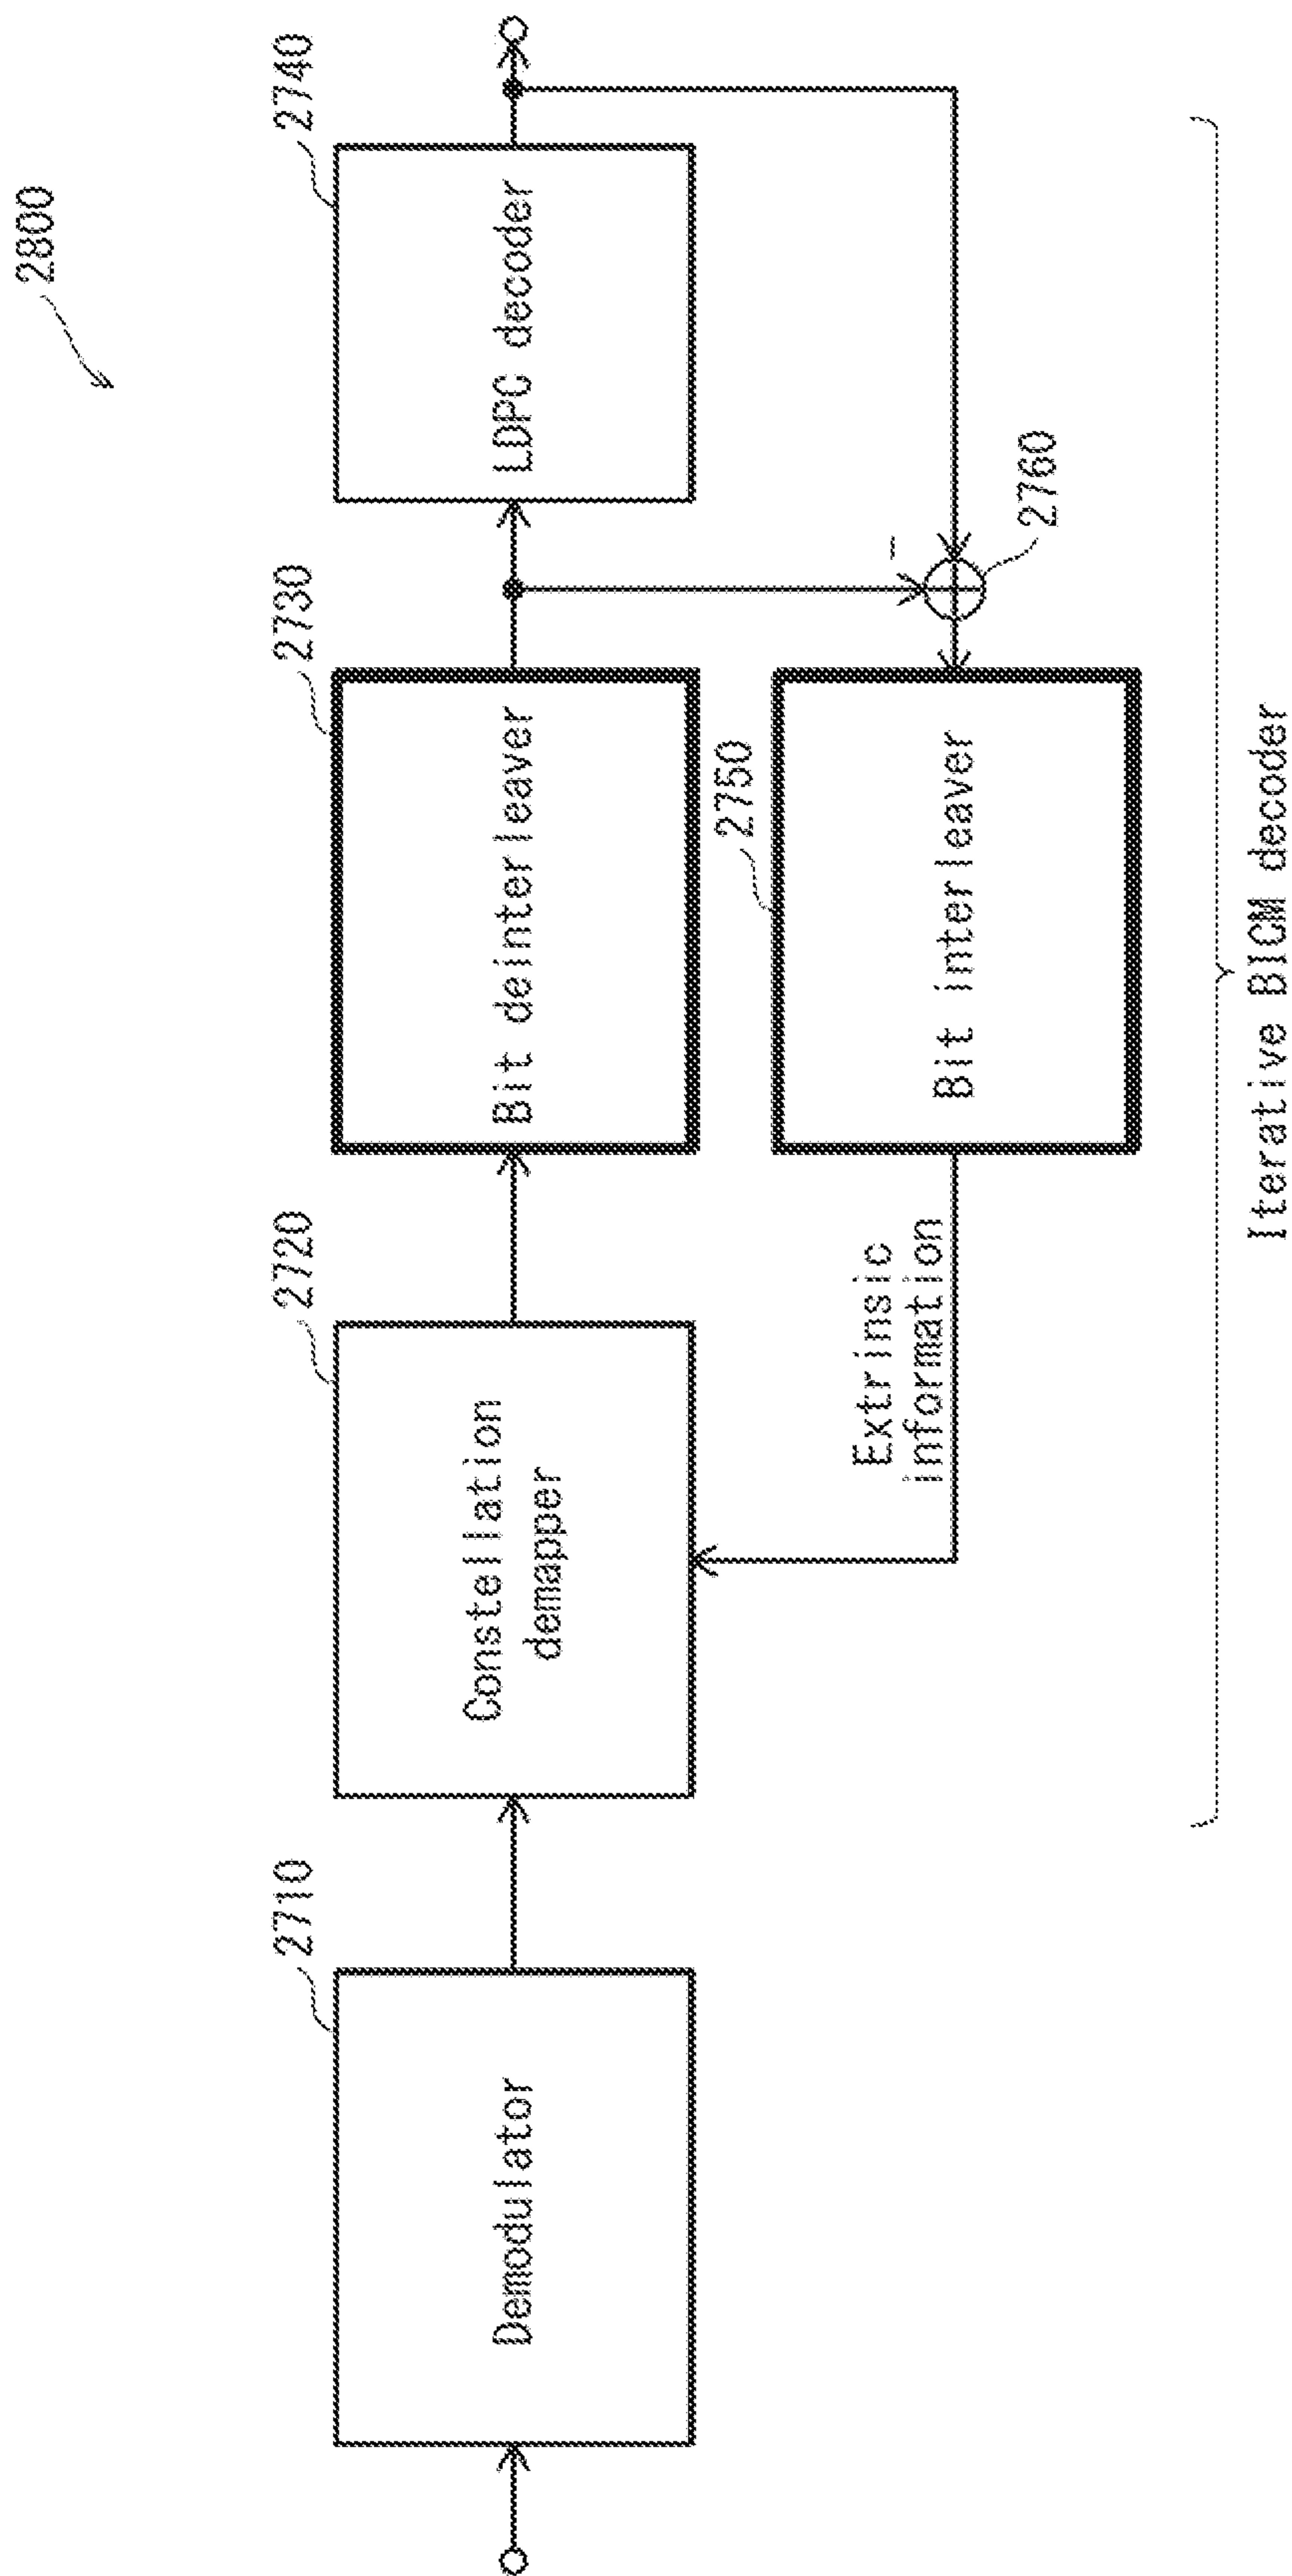 2800
2710
2720
2730
2740
Demodulator
Constellation
demapper
Bit deinterleaver
LDPC decoder
-
2750
Extrinsic
information
Bit interleaver
2760
Iterative BICM decoder